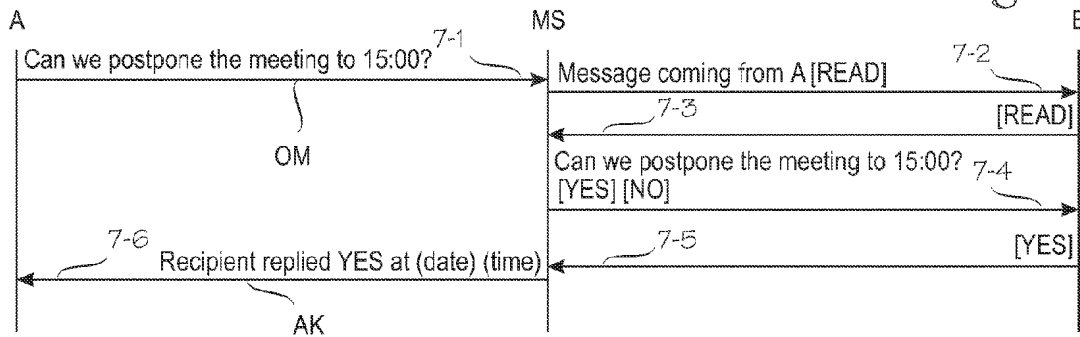 A
MS
Can we postpone the meeting to 15:00?
7-1
Message coming from A [READ]
7-2
7-3
[READ]
OM
Can we postpone the meeting to 15:00?
[YES] [NO]
7-4
7-6
Recipient replied YES at (date) (time)
7-5
[YES]
AK